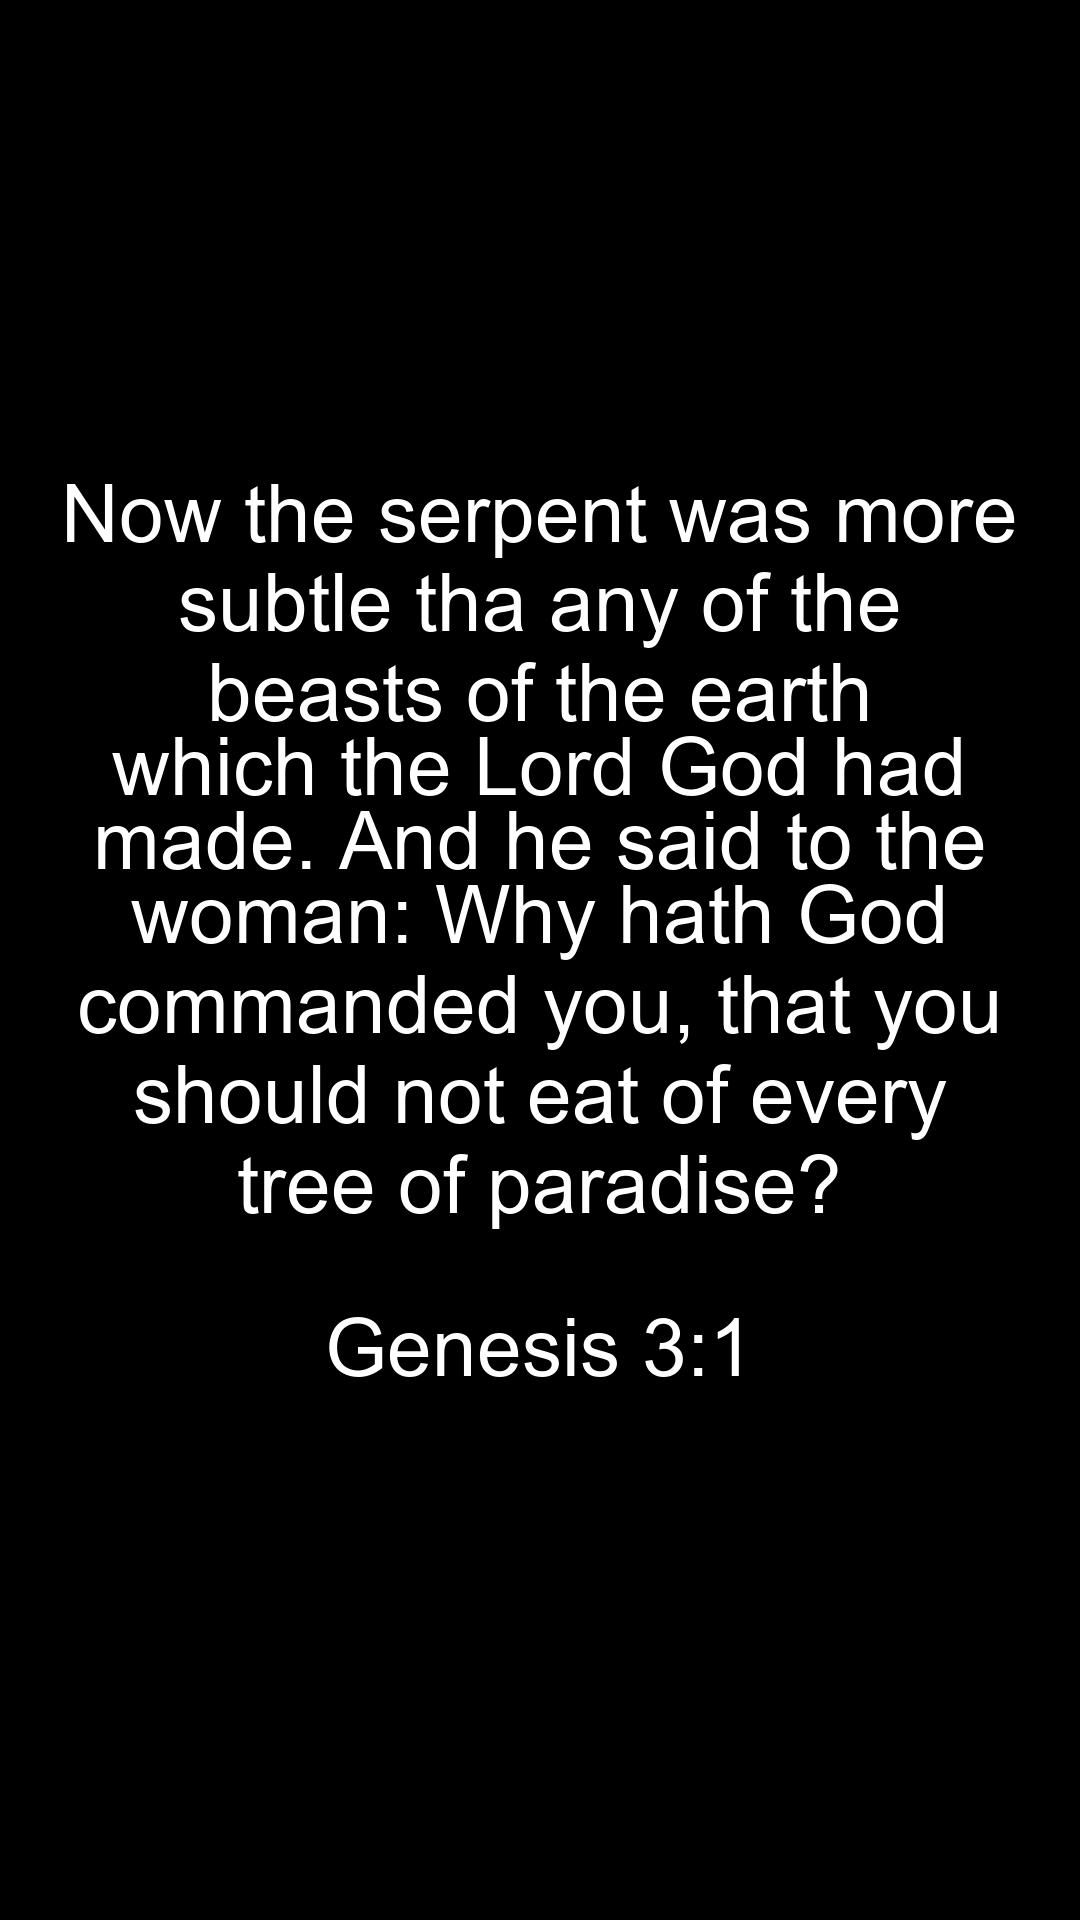 Now the serpent was more
subtle tha any of the
beasts of the earth
which the Lord God had
made. And he said to the
woman: Why hath God
commanded you, that you
should not eat of every
tree of paradise?
Genesis 3:1